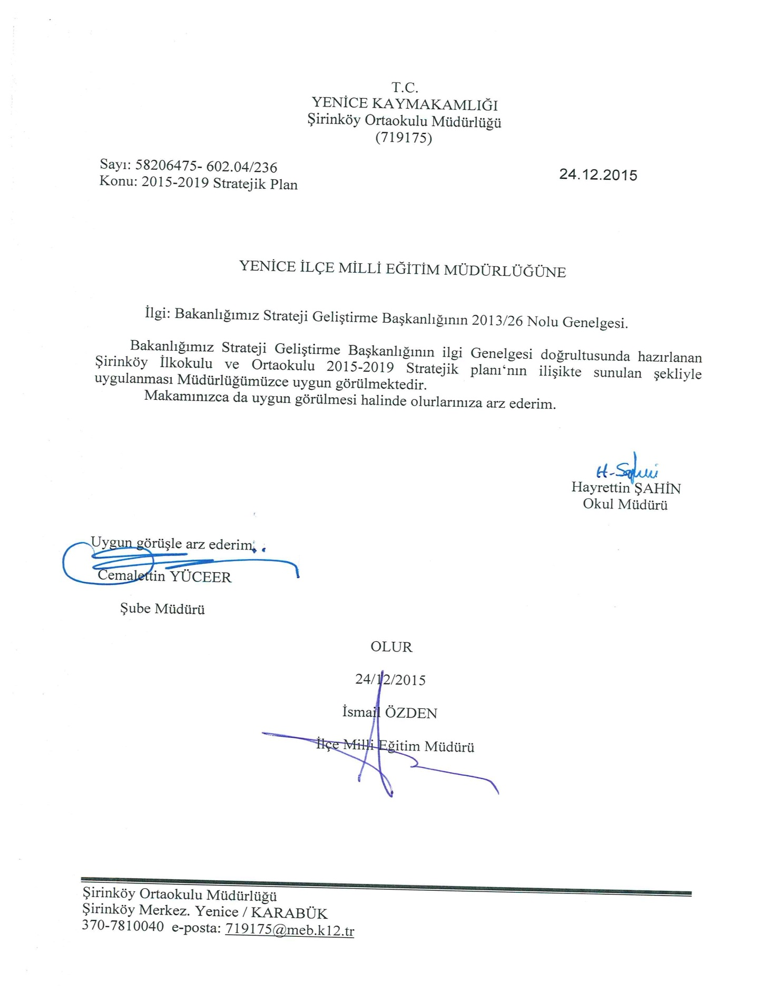 T.C.
YENİCE KAYMAKAMLIĞI
Şirinköy Ortaokulu Müdürlüğü
(719175)
Sayı: 58206475- 602.04/236
24.12.2015
Konu: 2015-2019 Stratejik Plan
YENİCE İLÇE MİLLİ EĞİTİM MÜDÜRLÜĞÜNE
İlgi: Bakanlığımız Strateji Geliştirme Başkanlığının 2013/26 Nolu Genelgesi.
Bakanlığımız Strateji Geliştirme Başkanlığının ilgi Genelgesi doğrultusunda hazırlanan
Şirinköy İlkokulu ve Ortaokulu 2015-2019 Stratejik planı‘nın ilişikte sunulan şekliyle
uygulanması Müdürlüğümüzce uygun görülmektedir.
Makamınızca da uygun görülmesi halinde olurlarınıza arz ederim.
Hayrettin ŞAHİN
Okul Müdürü
Uygun görüşle arz ederim.
Cemalettin YÜCEER
Şube Müdürü
OLUR
24/12/2015
İsmail ÖZDEN
İlçe Milli Eğitim Müdürü
Şirinköy Ortaokulu Müdürlüğü
Şirinköy Merkez. Yenice / KARABÜK
370-7810040 e-posta: 719175@meb.k12.tr